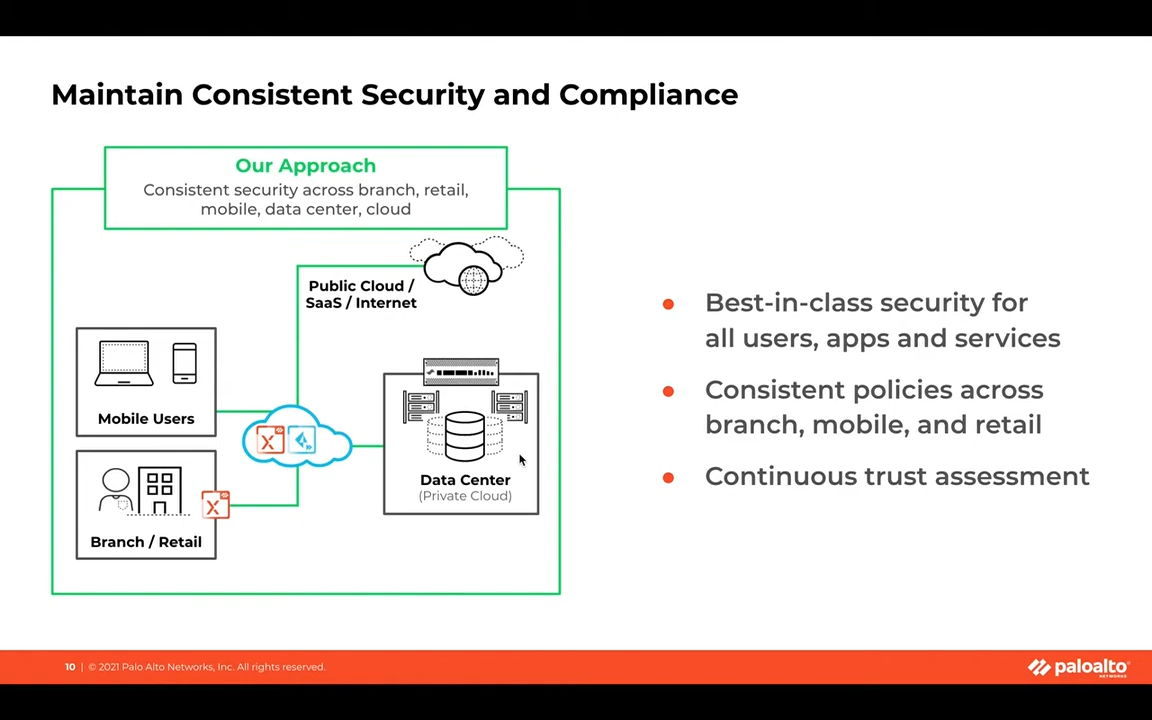 Maintain Consistent Security and Compliance
Our Approach
Consistent security across branch, retail,
mobile, data center, cloud
Public Cloud /
SaaS / Internet
Mobile Users
X
Data Center
(Private Cloud)
X
Branch / Retail
● Best-in-class security for
all users, apps and services
● Consistent policies across
branch, mobile, and retail
● Continuous trust assessment
10 | © 2021 Palo Alto Networks, Inc. All rights reserved.
paloalto®
NETWORKS